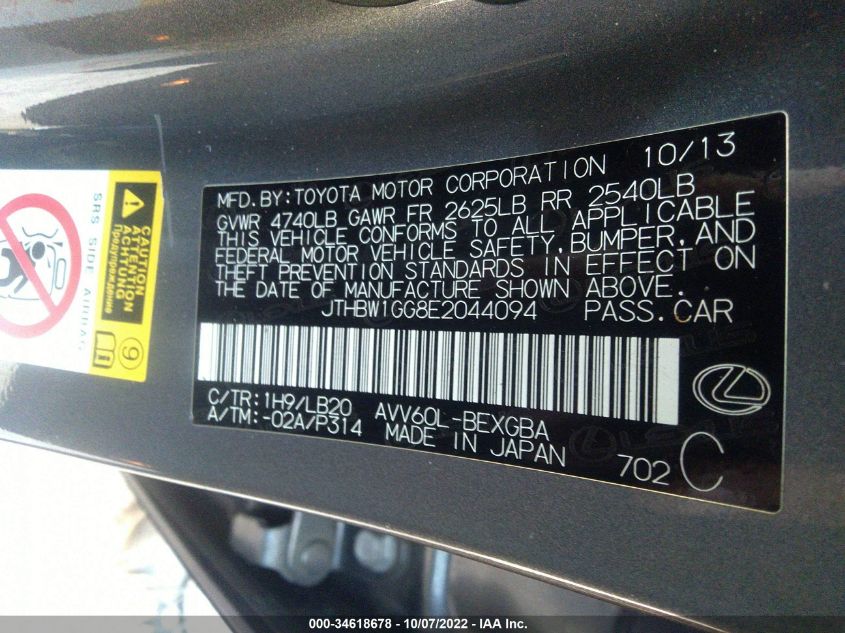 MFD. BY: TOYOTA MOTOR CORPORATION 10/13
GVWR 4740LB GAWR FR 2625LB RR 2540LB
THIS VEHICLE CONFORMS TO ALL APPLICABLE
FEDERAL MOTOR VEHICLE SAFETY, BUMPER, AND
THEFT PREVENTION STANDARDS IN EFFECT ON
THE DATE OF MANUFACTURE SHOWN ABOVE.
JTHBW1GG8E2044094 PASS. CAR
C/TR: 1H9/LB20 AVV60L-BEXGBA
A/TM: -02A/P314 MADE IN JAPAN
702 C
CAUTION
ATTENTION
ACHTUNG
Предупреждение
9
SRS SIDE AIRBAG
000-34618678 - 10/07/2022 - IAA Inc.